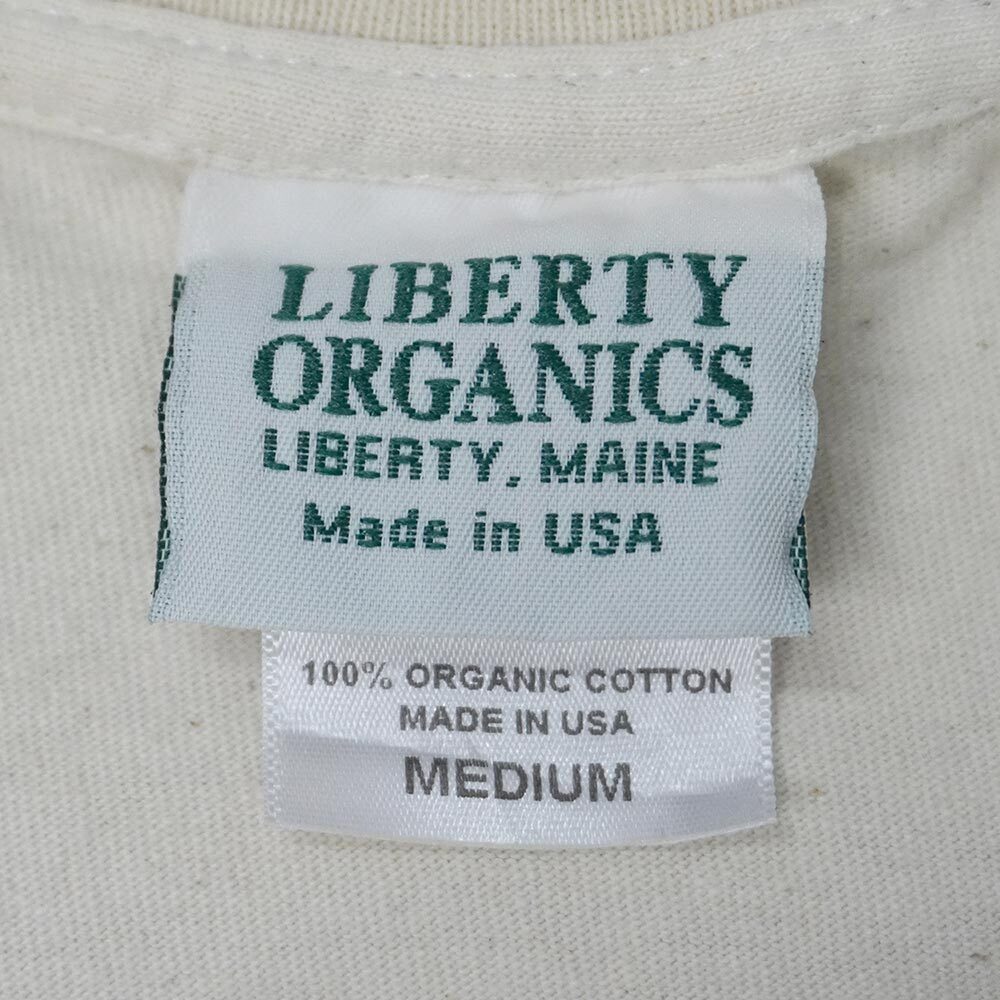 LIBERTY
ORGANICS
LIBERTY, MAINE
Made in USA
100% ORGANIC COTTON
MADE IN USA
MEDIUM